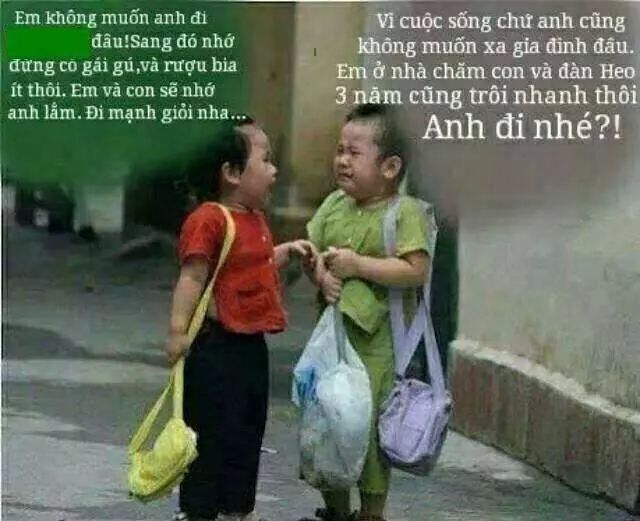 Em không muốn anh đi
đâu!Sang đó nhớ
đừng có gái gú,và rượu bia
ít thôi. Em và con sẽ nhớ
anh lắm. Đi mạnh giỏi nha...
Vì cuộc sống chứ anh cũng
không muốn xa gia đình đâu.
Em ở nhà chăm con và đàn Heo
3 năm cũng trôi nhanh thôi
Anh đi nhé?!